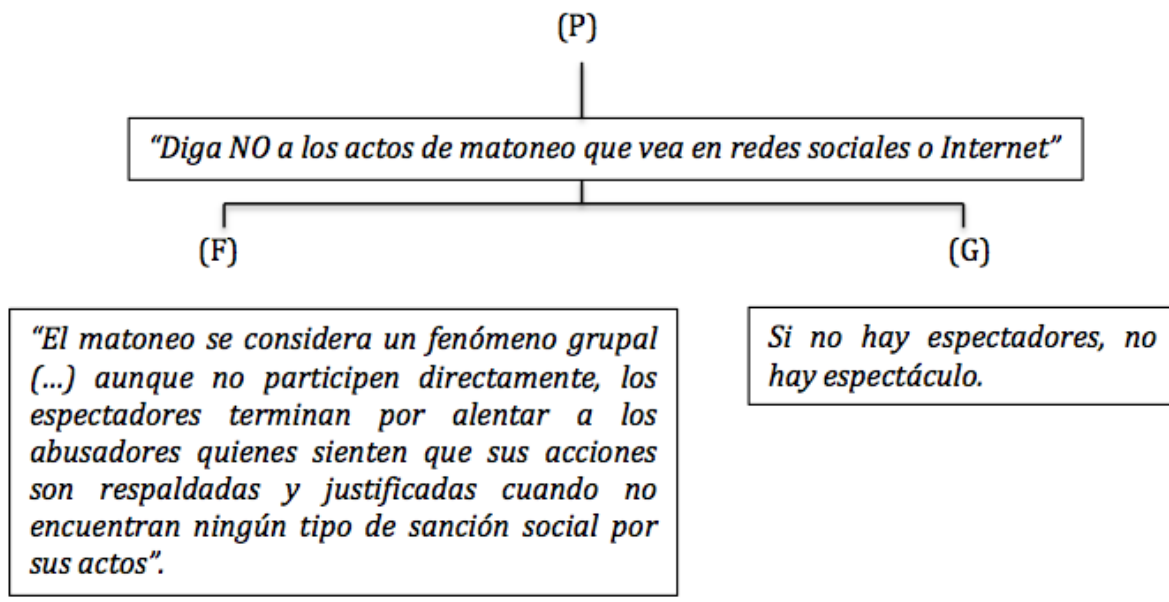 (P)
“Diga NO a los actos de matoneo que vea en redes sociales o Internet”
(F)
(G)
“El matoneo se considera un fenómeno grupal
(...) aunque no participen directamente, los
espectadores terminan por alentar a los
abusadores quienes sienten que sus acciones
son respaldadas y justificadas cuando no
encuentran ningún tipo de sanción social por
sus actos”.
Si no hay espectadores, no
hay espectáculo.